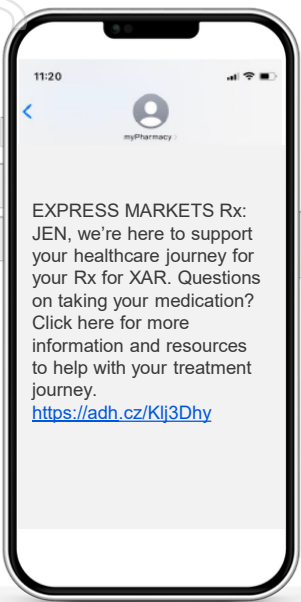 11:20
myPharmacy >
EXPRESS MARKETS Rx:
JEN, we’re here to support
your healthcare journey for
your Rx for XAR. Questions
on taking your medication?
Click here for more
information and resources
to help with your treatment
journey.
https://adh.cz/Klj3Dhy